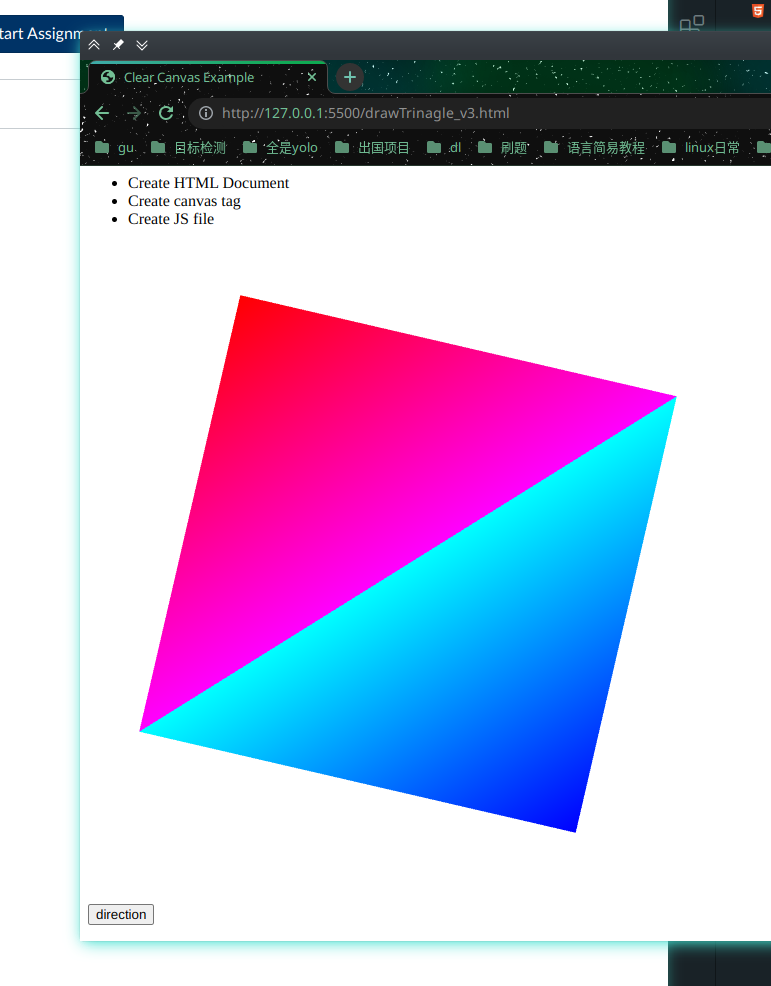 tart Assignment
Clear Canvas Example
http://127.0.0.1:5500/drawTrinagle_v3.html
gu 目标检测 全是yolo 出国项目 dl 刷题 语言简易教程 linux日常
Create HTML Document
Create canvas tag
Create JS file
direction